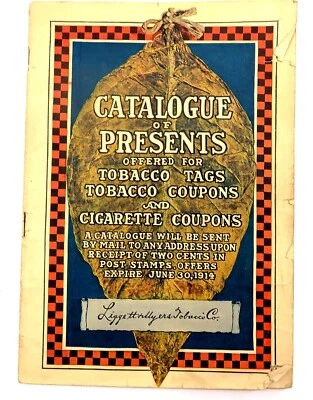 CATALOGUE
OF
PRESENTS
OFFERED FOR
TOBACCO TAGS
TOBACCO COUPONS
AND
CIGARETTE COUPONS
A CATALOGUE WILL BE SENT
BY MAIL TO ANY ADDRESS UPON
RECEIPT OF TWO CENTS IN
POST STAMPS. OFFERS
EXPIRE JUNE 30, 1914.
Liggett & Myers Tobacco Co.